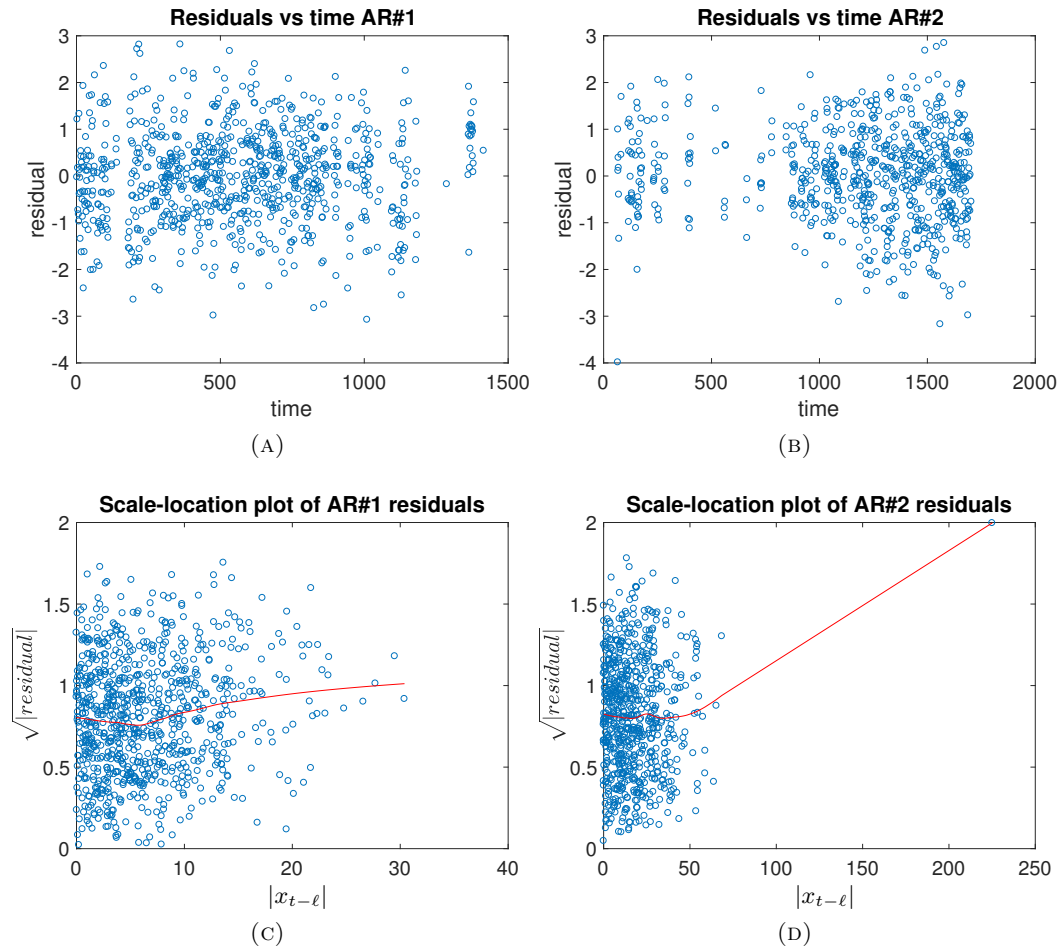 Residuals vs time AR#1
3
2
1
0
-1
-2
-3
-4
residual
0 500 1000 1500
time
(A)
Residuals vs time AR#2
3
2
1
0
-1
-2
-3
-4
residual
0 500 1000 1500 2000
time
(B)
Scale-location plot of AR#1 residuals
2
1.5
1
0.5
0
√|residual|
0 10 20 30 40
|x_{t−ℓ}|
(C)
Scale-location plot of AR#2 residuals
2
1.5
1
0.5
0
√|residual|
0 50 100 150 200 250
|x_{t−ℓ}|
(D)